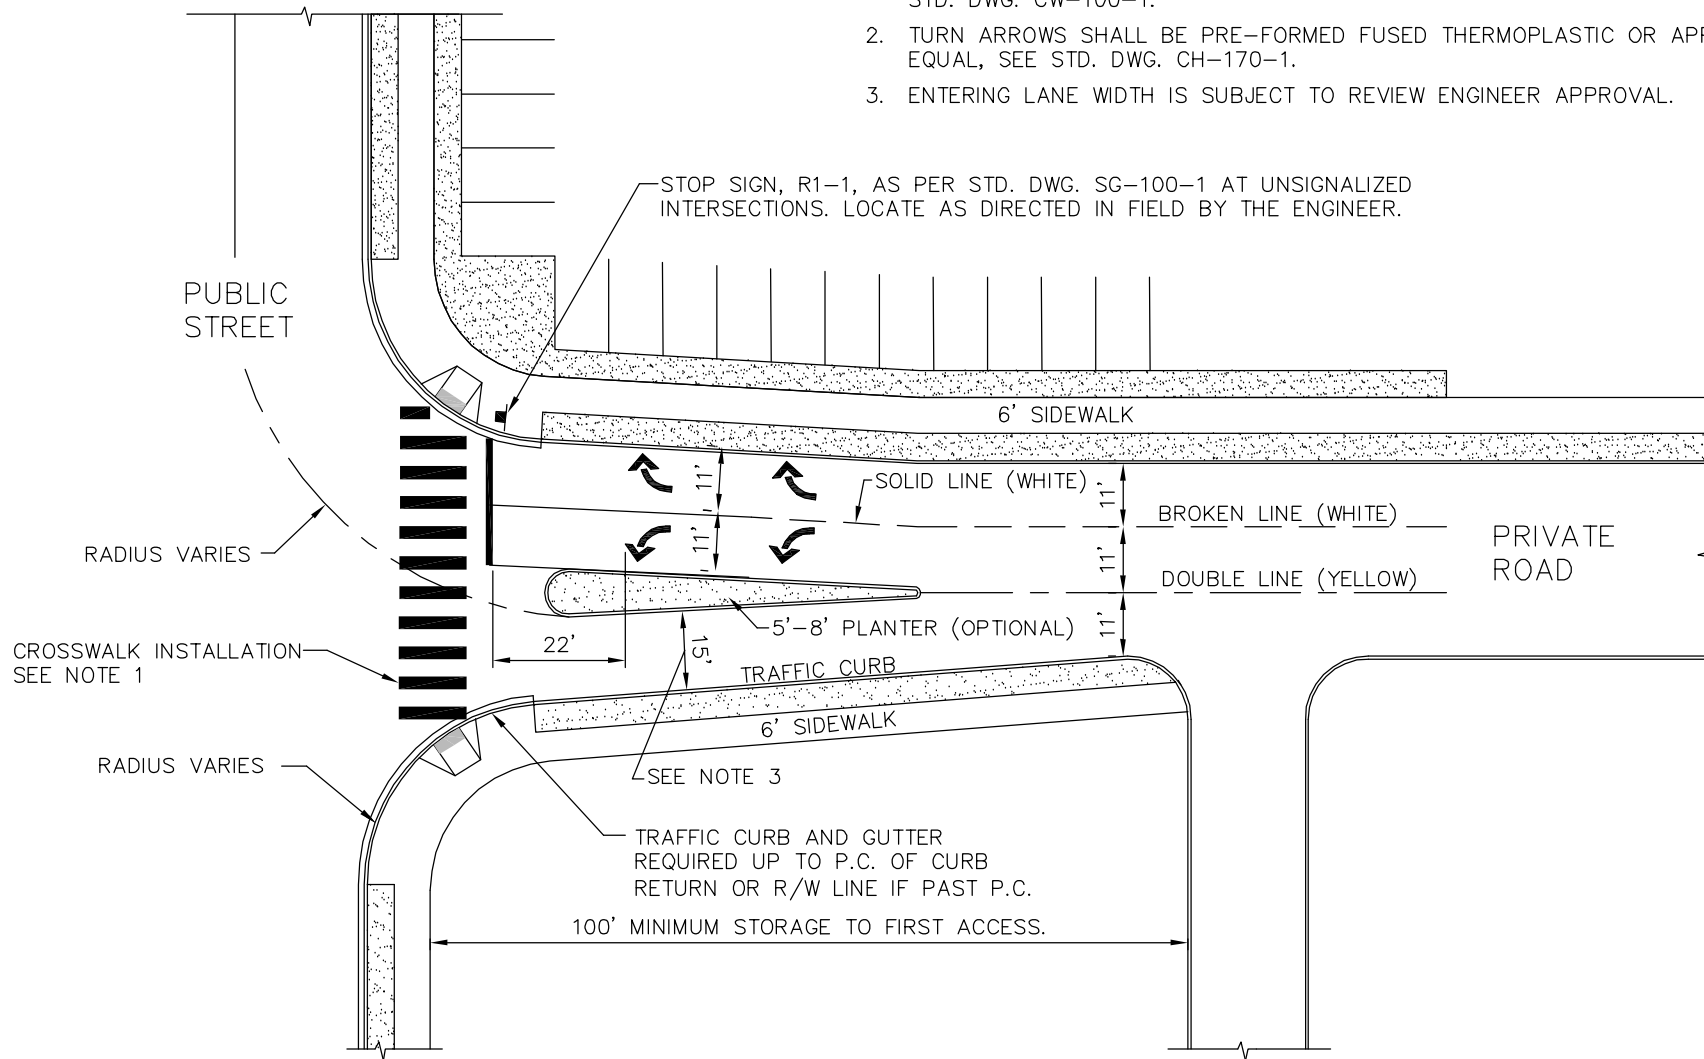 STD. DWG. CW-100-1.
2. TURN ARROWS SHALL BE PRE-FORMED FUSED THERMOPLASTIC OR
EQUAL, SEE STD. DWG. CH-170-1.
3. ENTERING LANE WIDTH IS SUBJECT TO REVIEW ENGINEER APPROVAL.
STOP SIGN, R1-1, AS PER STD. DWG. SG-100-1 AT UNSIGNALIZED
INTERSECTIONS. LOCATE AS DIRECTED IN FIELD BY THE ENGINEER.
PUBLIC
STREET
6' SIDEWALK
11'
SOLID LINE (WHITE)
11'
BROKEN LINE (WHITE)
RADIUS VARIES
11'
11'
PRIVATE
ROAD
DOUBLE LINE (YELLOW)
5'-8' PLANTER (OPTIONAL)
11'
22'
15'
CROSSWALK INSTALLATION
SEE NOTE 1
TRAFFIC CURB
6' SIDEWALK
RADIUS VARIES
SEE NOTE 3
TRAFFIC CURB AND GUTTER
REQUIRED UP TO P.C. OF CURB
RETURN OR R/W LINE IF PAST P.C.
100' MINIMUM STORAGE TO FIRST ACCESS.